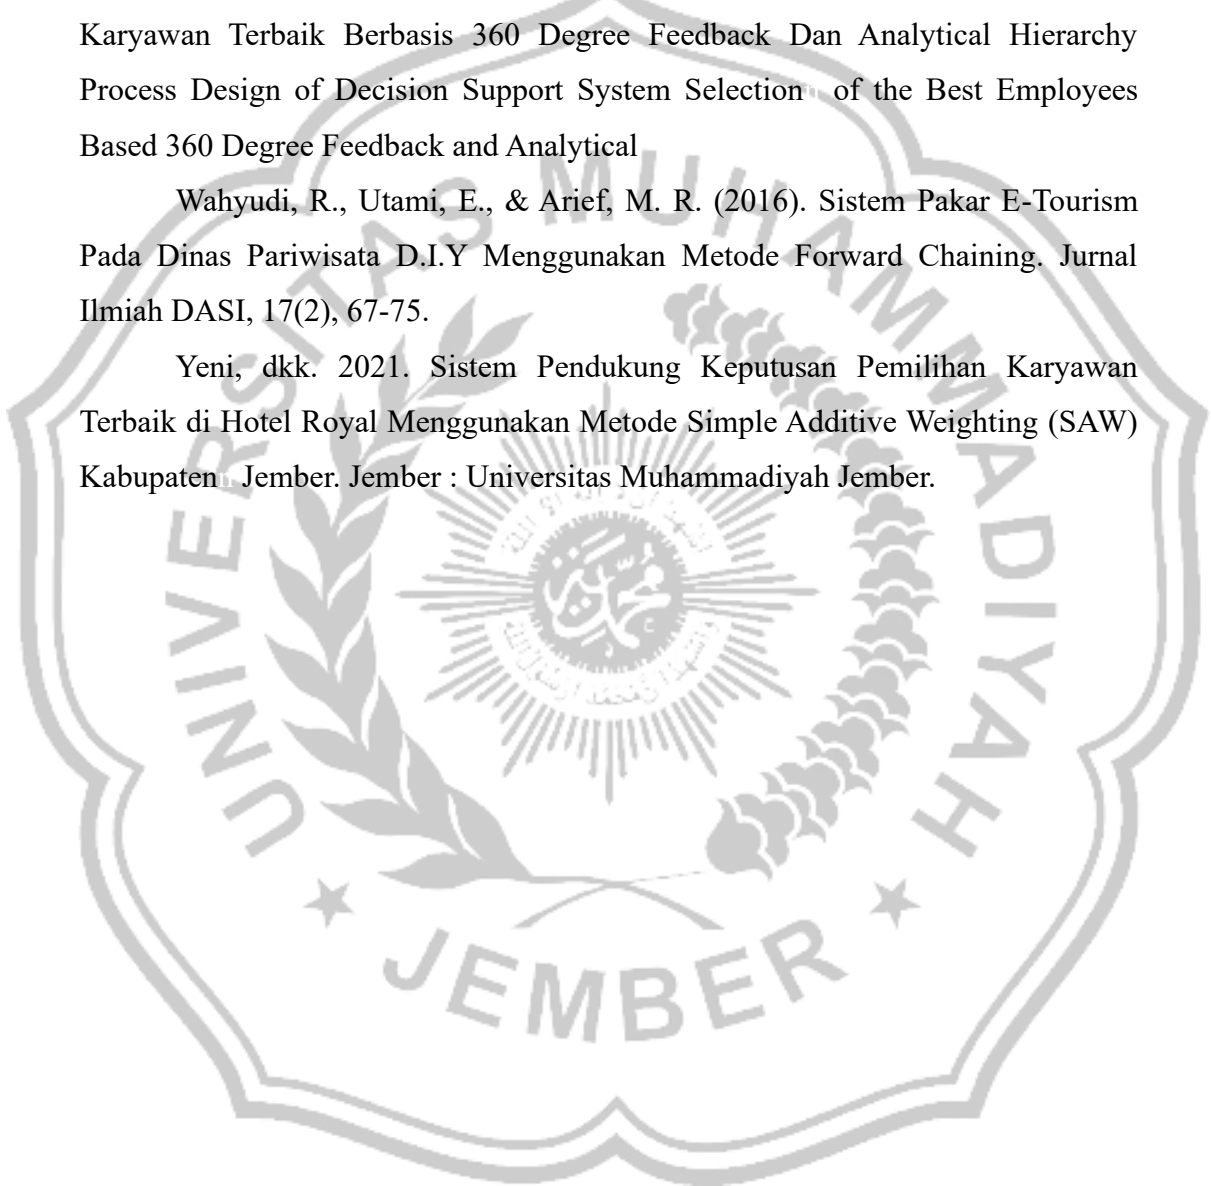 Karyawan Terbaik Berbasis 360 Degree Feedback Dan Analytical Hierarchy
Process Design of Decision Support System Selection of the Best Employees
Based 360 Degree Feedback and Analytical
Wahyudi, R., Utami, E., & Arief, M. R. (2016). Sistem Pakar E-Tourism
Pada Dinas Pariwisata D.I.Y Menggunakan Metode Forward Chaining. Jurnal
Ilmiah DASI, 17(2), 67-75.
Yeni, dkk. 2021. Sistem Pendukung Keputusan Pemilihan Karyawan
Terbaik di Hotel Royal Menggunakan Metode Simple Additive Weighting (SAW)
Kabupaten Jember. Jember : Universitas Muhammadiyah Jember.
UNIVERSITAS MUHAMMADIYAH
JEMBER